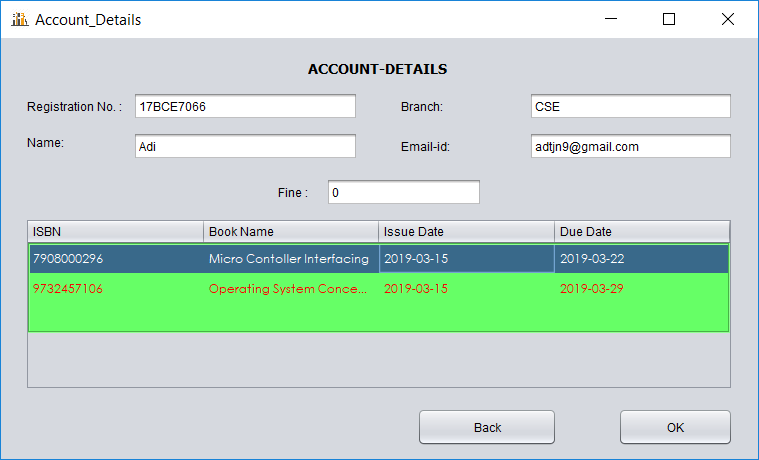 Account_Details
ACCOUNT-DETAILS
Registration No. : 17BCE7066 Branch: CSE
Name: Adi Email-id: adtjn9@gmail.com
Fine : 0
ISBN Book Name Issue Date Due Date
7908000296 Micro Contoller Interfacing 2019-03-15 2019-03-22
9732457106 Operating System Conce... 2019-03-15 2019-03-29
Back OK